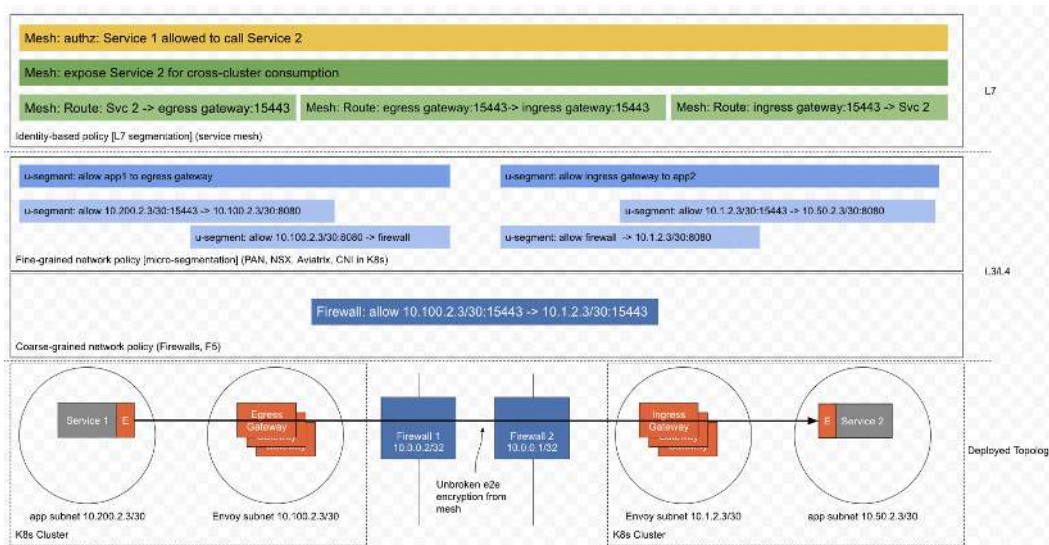 Mesh: authz: Service 1 allowed to call Service 2
Mesh: expose Service 2 for cross-cluster consumption
Mesh: Route: Svc 2 -> egress gateway:15443
Mesh: Route: egress gateway:15443-> ingress gateway:15443
Mesh: Route: ingress gateway:15443 -> Svc 2
Identity-based policy [L7 segmentation] (service mesh)
L7
u-segment: allow app1 to egress gateway
u-segment: allow ingress gateway to app2
u-segment: allow 10.200.2.3/30:15443 -> 10.100.2.3/30:8080
u-segment: allow 10.1.2.3/30:15443 -> 10.50.2.3/30:8080
u-segment: allow 10.100.2.3/30:8080 -> firewall
u-segment: allow firewall -> 10.1.2.3/30:8080
Fine-grained network policy [micro-segmentation] (PAN, NSX, Aviatrix, CNI in K8s)
L3/L4
Firewall: allow 10.100.2.3/30:15443 -> 10.1.2.3/30:15443
Coarse-grained network policy (Firewalls, F5)
Service 1
E
Egress
Gateway
Firewall 1
10.0.0.2/32
Firewall 2
10.0.0.1/32
Ingress
Gateway
E
Service 2
Deployed Topolog
Unbroken e2e
encryption from
mesh
app subnet 10.200.2.3/30
Envoy subnet 10.100.2.3/30
Envoy subnet 10.1.2.3/30
app subnet 10.50.2.3/30
K8s Cluster
K8s Cluster